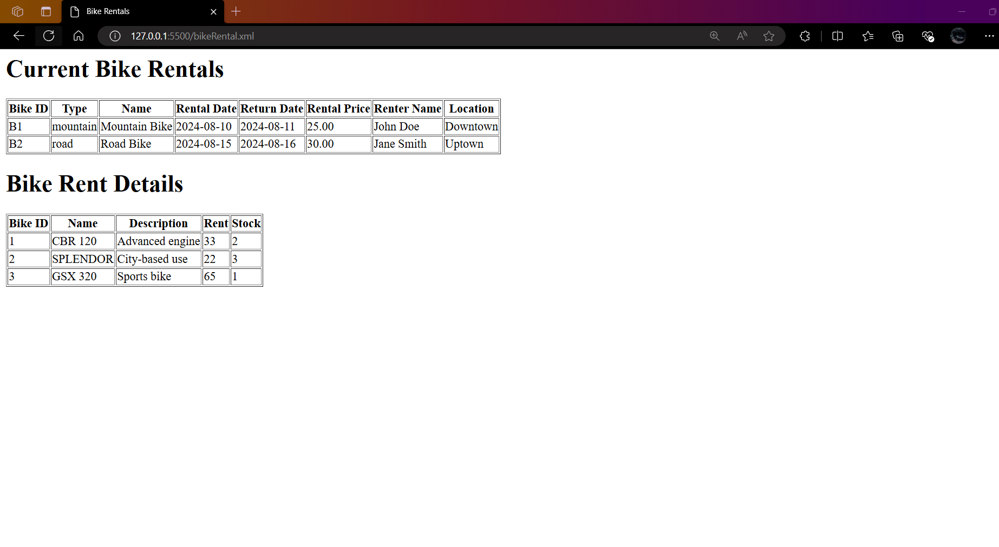 Bike Rentals
127.0.0.1:5500/bikeRental.xml
Current Bike Rentals
Bike ID Type Name Rental Date Return Date Rental Price Renter Name Location
B1 mountain Mountain Bike 2024-08-10 2024-08-11 25.00 John Doe Downtown
B2 road Road Bike 2024-08-15 2024-08-16 30.00 Jane Smith Uptown
Bike Rent Details
Bike ID Name Description Rent Stock
1 CBR 120 Advanced engine 33 2
2 SPLENDOR City-based use 22 3
3 GSX 320 Sports bike 65 1